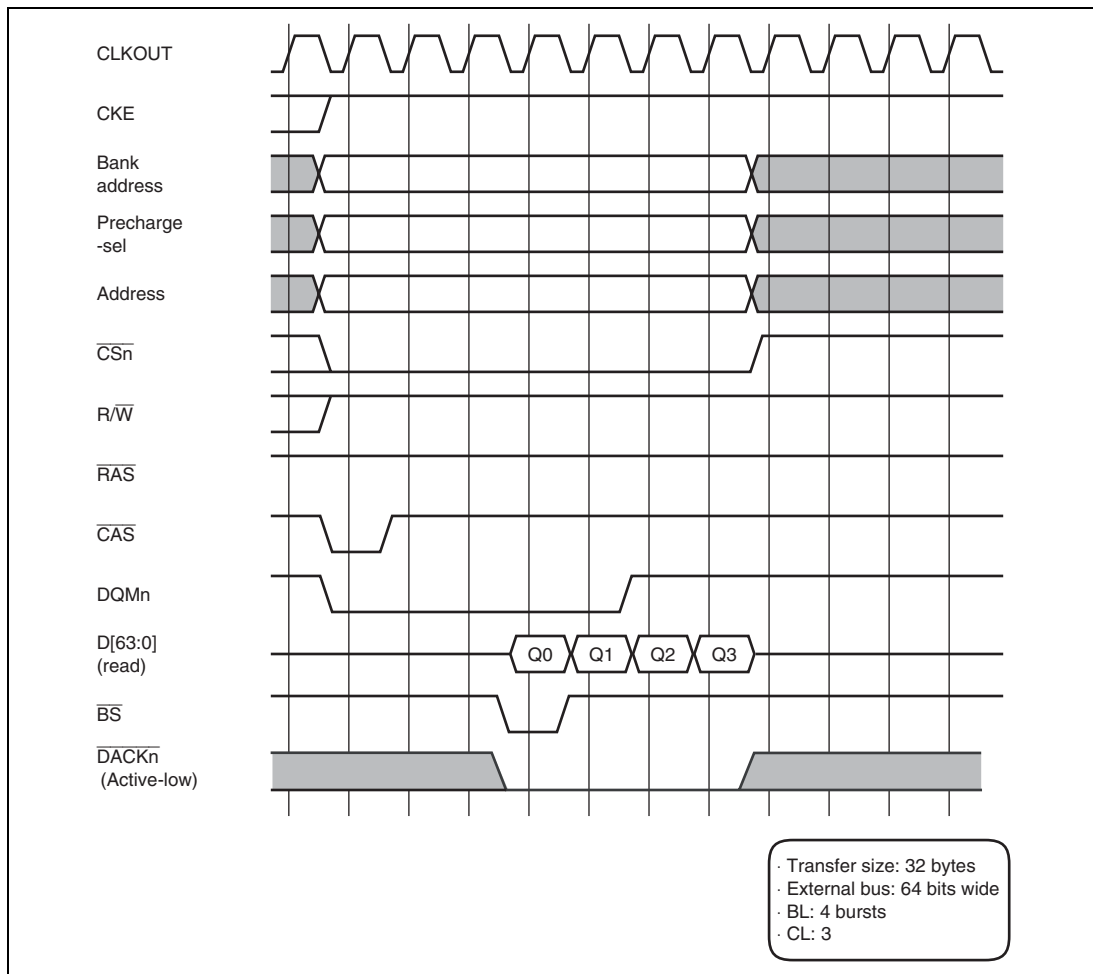 CLKOUT
CKE
Bank
address
Precharge
-sel
Address
CSn
R/W
RAS
CAS
DQMn
D[63:0]
(read)
Q0 Q1 Q2 Q3
BS
DACKn
(Active-low)
· Transfer size: 32 bytes
· External bus: 64 bits wide
· BL: 4 bursts
· CL: 3